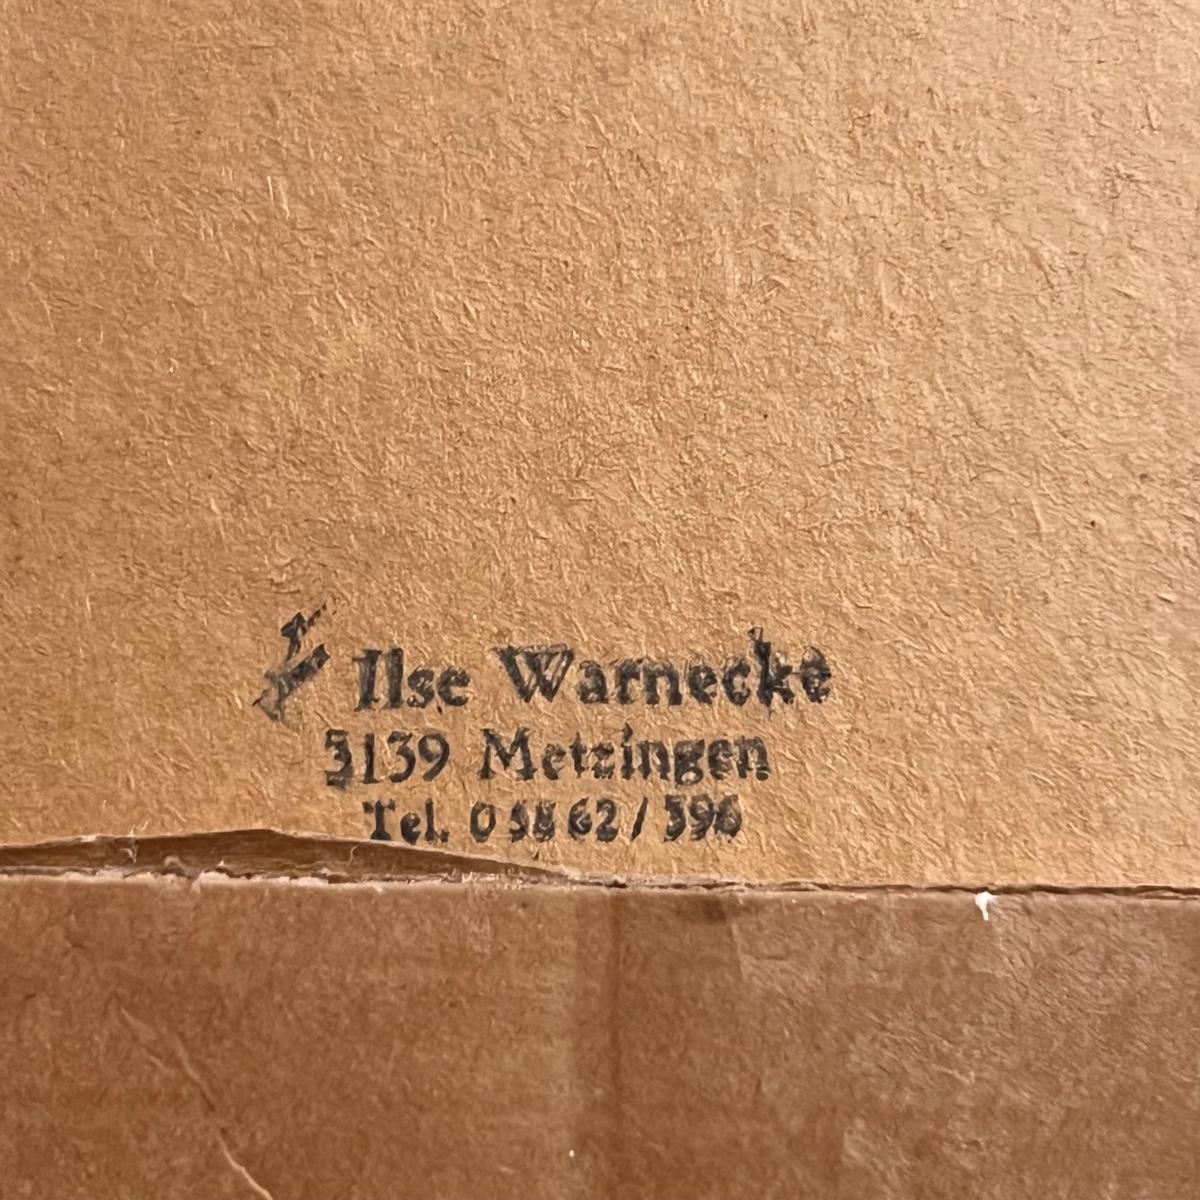 Ilse Warnecke
3139 Metzingen
Tel. 0 58 62 / 396